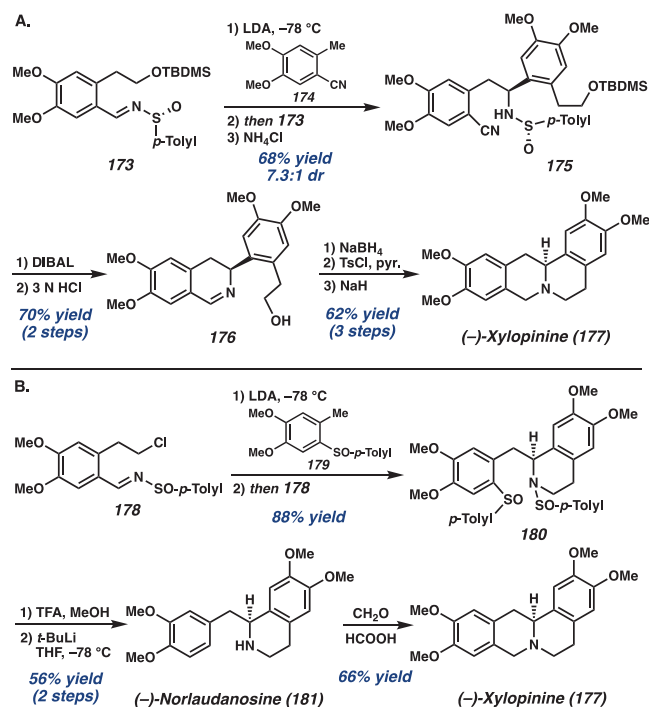 A.
MeO
MeO
OTBDMS
N
S
O
p-Tolyl
173
1) LDA, –78 °C
MeO
Me
MeO
CN
174
2) then 173
3) NH4Cl
68% yield
7.3:1 dr
OMe
OMe
OTBDMS
MeO
MeO
CN
HN
S
p-Tolyl
O
175
1) DIBAL
2) 3 N HCl
70% yield
(2 steps)
OMe
MeO
MeO
MeO
N
OH
176
1) NaBH4
2) TsCl, pyr.
3) NaH
62% yield
(3 steps)
OMe
OMe
H
MeO
MeO
N
(–)-Xylopinine (177)
B.
Cl
MeO
MeO
N
SO-p-Tolyl
178
1) LDA, –78 °C
MeO
Me
MeO
SO-p-Tolyl
179
2) then 178
88% yield
OMe
OMe
H
MeO
MeO
N
SO
SO-p-Tolyl
p-Tolyl
180
1) TFA, MeOH
2) t-BuLi
THF, –78 °C
56% yield
(2 steps)
OMe
OMe
H
MeO
MeO
HN
(–)-Norlaudanosine (181)
CH2O
HCOOH
66% yield
OMe
OMe
H
MeO
MeO
N
(–)-Xylopinine (177)